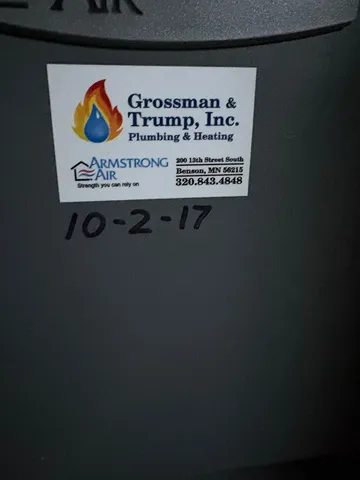 AIR
Grossman &
Trump, Inc.
Plumbing & Heating
ARMSTRONG
AIR
Strength you can rely on
200 13th Street South
Benson, MN 56215
320.843.4848
10-2-17